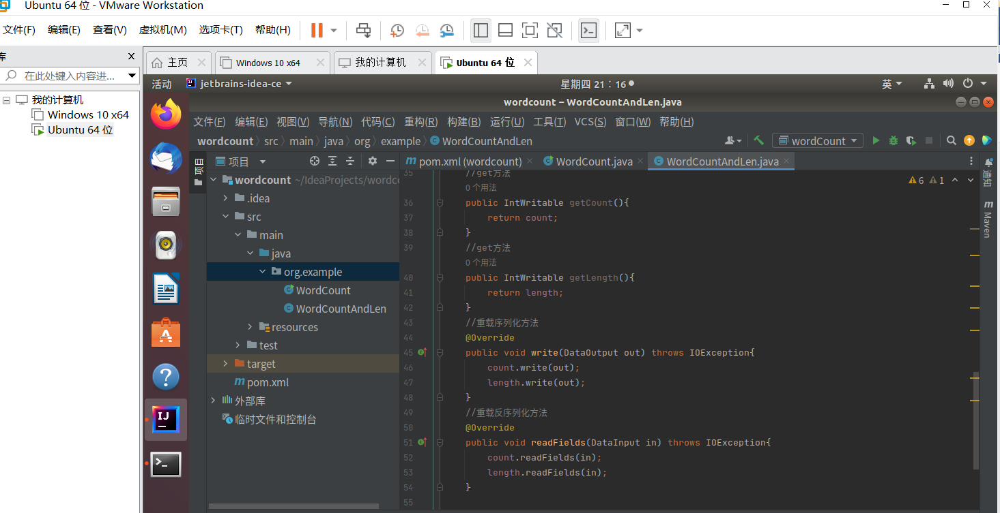 Ubuntu 64 位 - VMware Workstation
文件(F) 编辑(E) 查看(V) 虚拟机(M) 选项卡(T) 帮助(H)
库
在此处键入内容进...
我的计算机
Windows 10 x64
Ubuntu 64 位
主页 Windows 10 x64 我的计算机 Ubuntu 64 位
活动 jetbrains-idea-ce 星期四 21：16 英
wordcount – WordCountAndLen.java
文件(F) 编辑(E) 视图(V) 导航(N) 代码(C) 重构(R) 构建(B) 运行(U) 工具(T) VCS(S) 窗口(W) 帮助(H)
wordcount src main java org example WordCountAndLen wordCount
项目
项目
pom.xml (wordcount) WordCount.java WordCountAndLen.java
wordcount ~/IdeaProjects/wordc
.idea
src
main
java
org.example
WordCount
WordCountAndLen
resources
test
target
pom.xml
外部库
临时文件和控制台
6 1
通知
Maven
35 //get方法
0 个用法
36 public IntWritable getCount(){
37 return count;
38 }
39 //get方法
0 个用法
40 public IntWritable getLength(){
41 return length;
42 }
43 //重载序列化方法
44 @Override
45 public void write(DataOutput out) throws IOException{
46 count.write(out);
47 length.write(out);
48 }
49 //重载反序列化方法
50 @Override
51 public void readFields(DataInput in) throws IOException{
52 count.readFields(in);
53 length.readFields(in);
54 }
55